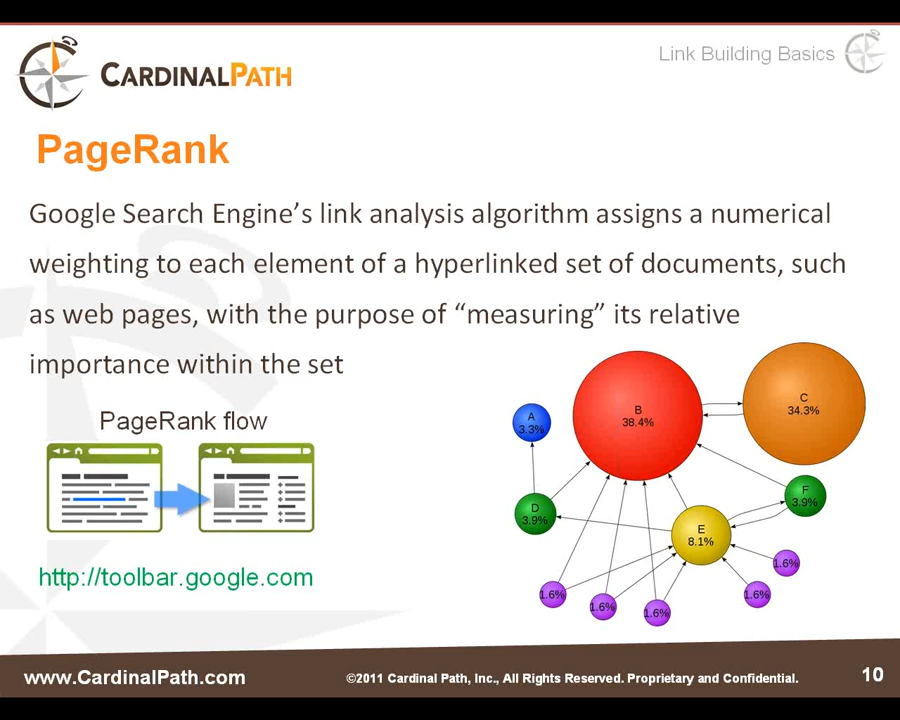 Link Building Basics
CARDINALPATH
PageRank
Google Search Engine’s link analysis algorithm assigns a numerical
weighting to each element of a hyperlinked set of documents, such
as web pages, with the purpose of “measuring” its relative
importance within the set
PageRank flow
http://toolbar.google.com
A
3.3%
B
38.4%
C
34.3%
D
3.9%
E
8.1%
F
3.9%
1.6%
1.6%
1.6%
1.6%
1.6%
www.CardinalPath.com
©2011 Cardinal Path, Inc., All Rights Reserved. Proprietary and Confidential.
10